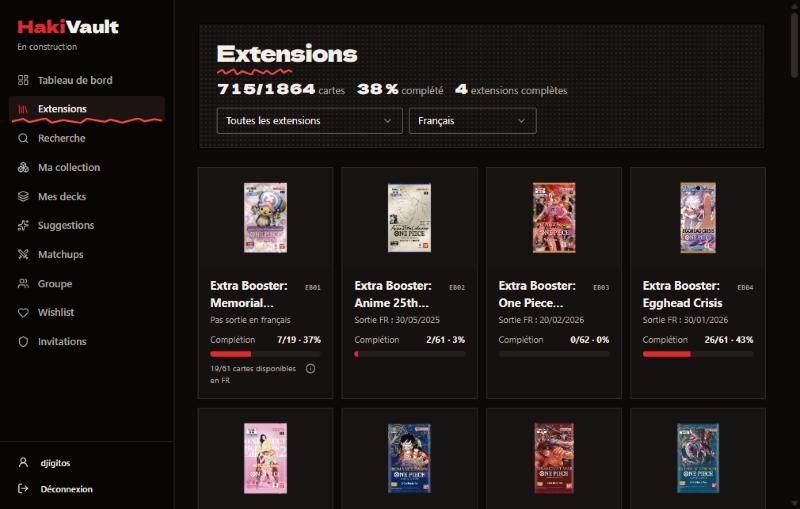 HakiVault
En construction
Tableau de bord
Extensions
Recherche
Ma collection
Mes decks
Suggestions
Matchups
Groupe
Wishlist
Invitations
djigitos
Déconnexion
Extensions
715/1864 cartes 38% complété 4 extensions complètes
Toutes les extensions
Français
Extra Booster: Memorial... EB01
Pas sortie en français
Complétion 7/19 · 37%
19/61 cartes disponibles en FR
Extra Booster: Anime 25th... EB02
Sortie FR : 30/05/2025
Complétion 2/61 · 3%
Extra Booster: One Piece... EB03
Sortie FR : 20/02/2026
Complétion 0/62 · 0%
Extra Booster: Egghead Crisis EB04
Sortie FR : 30/01/2026
Complétion 26/61 · 43%